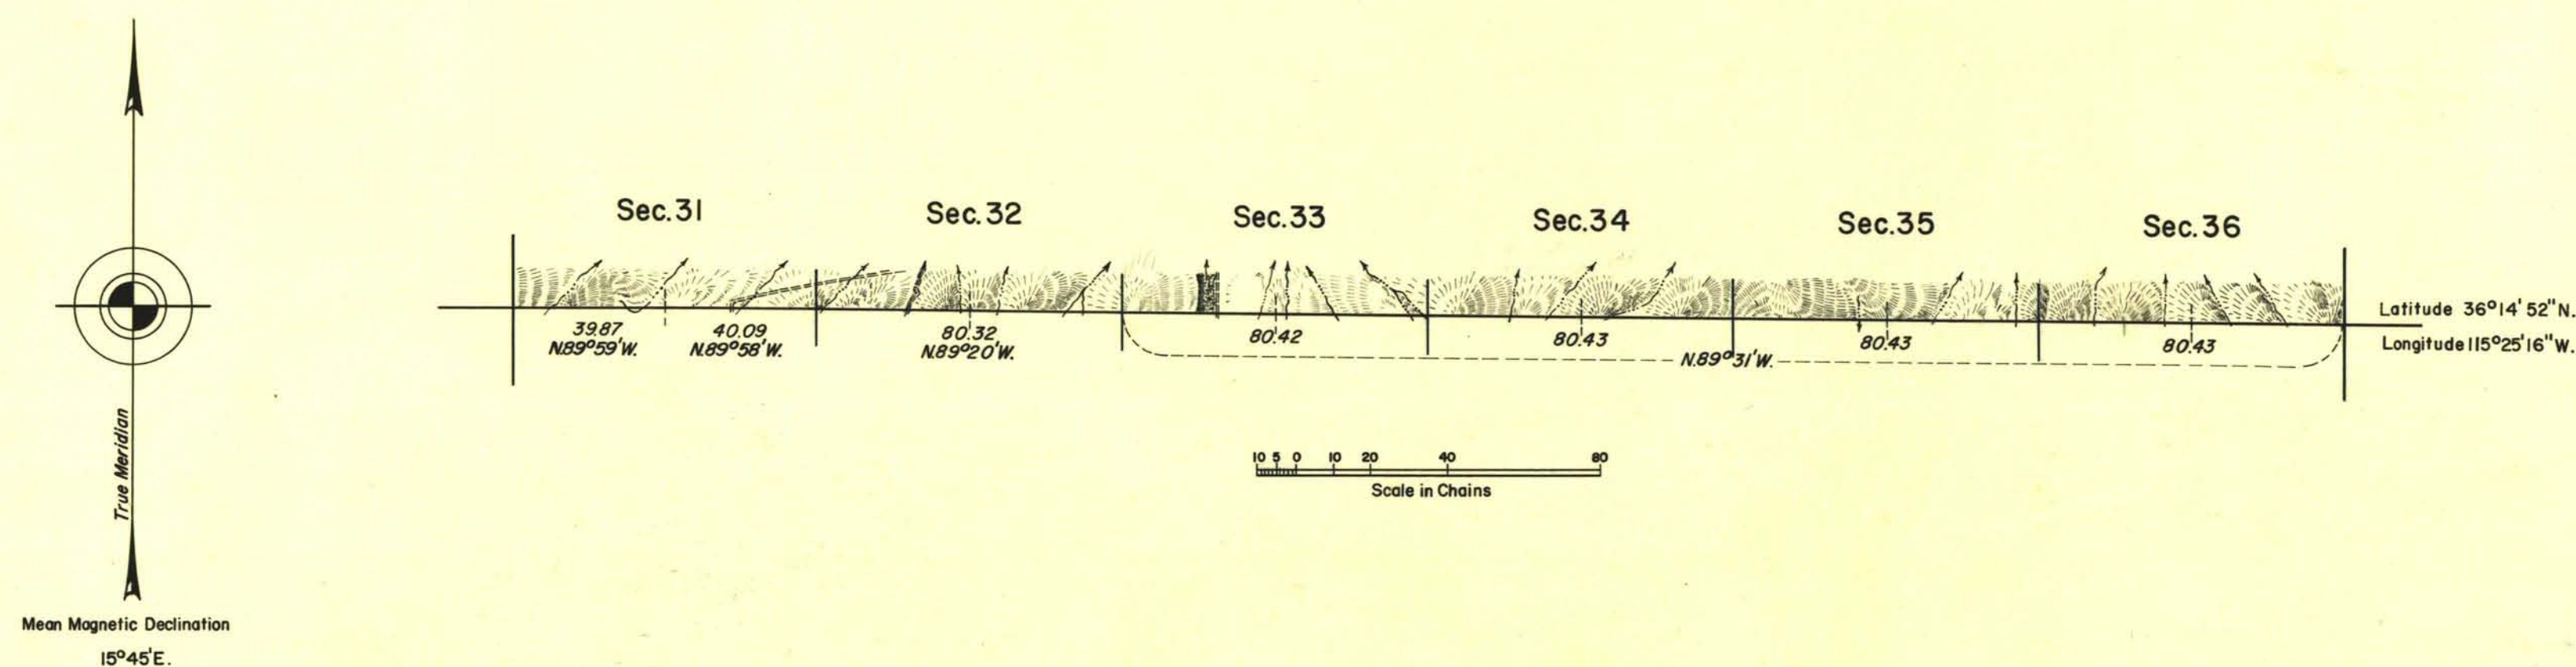 Sec.31
Sec.32
Sec.33
Sec.34
Sec.35
Sec.36
39.87
N.89°59'W.
40.09
N.89°58'W.
80.32
N.89°20'W.
80.42
80.43
80.43
80.43
N.89°31'W.
Latitude 36°14'52"N.
Longitude 115°25'16"W.
True Meridian
10 5 0 10 20 40 80
Scale in Chains
Mean Magnetic Declination
15°45'E.